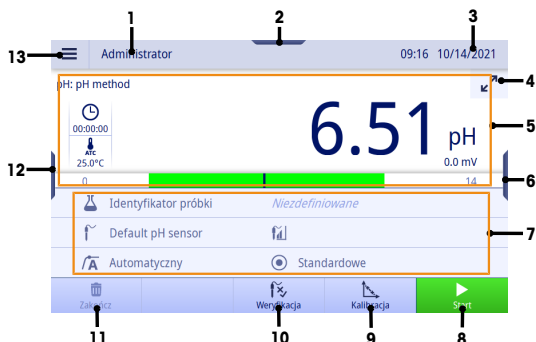 1 2 3
13 Administrator 09:16 10/14/2021
pH: pH method 4
00:00:00 6.51 pH 5
ATC
25.0°C 0.0 mV
12 0 14 6
Identyfikator próbki Niezdefiniowane
Default pH sensor 7
Automatyczny Standardowe
Zakończ Weryfikacja Kalibracja Start
11 10 9 8